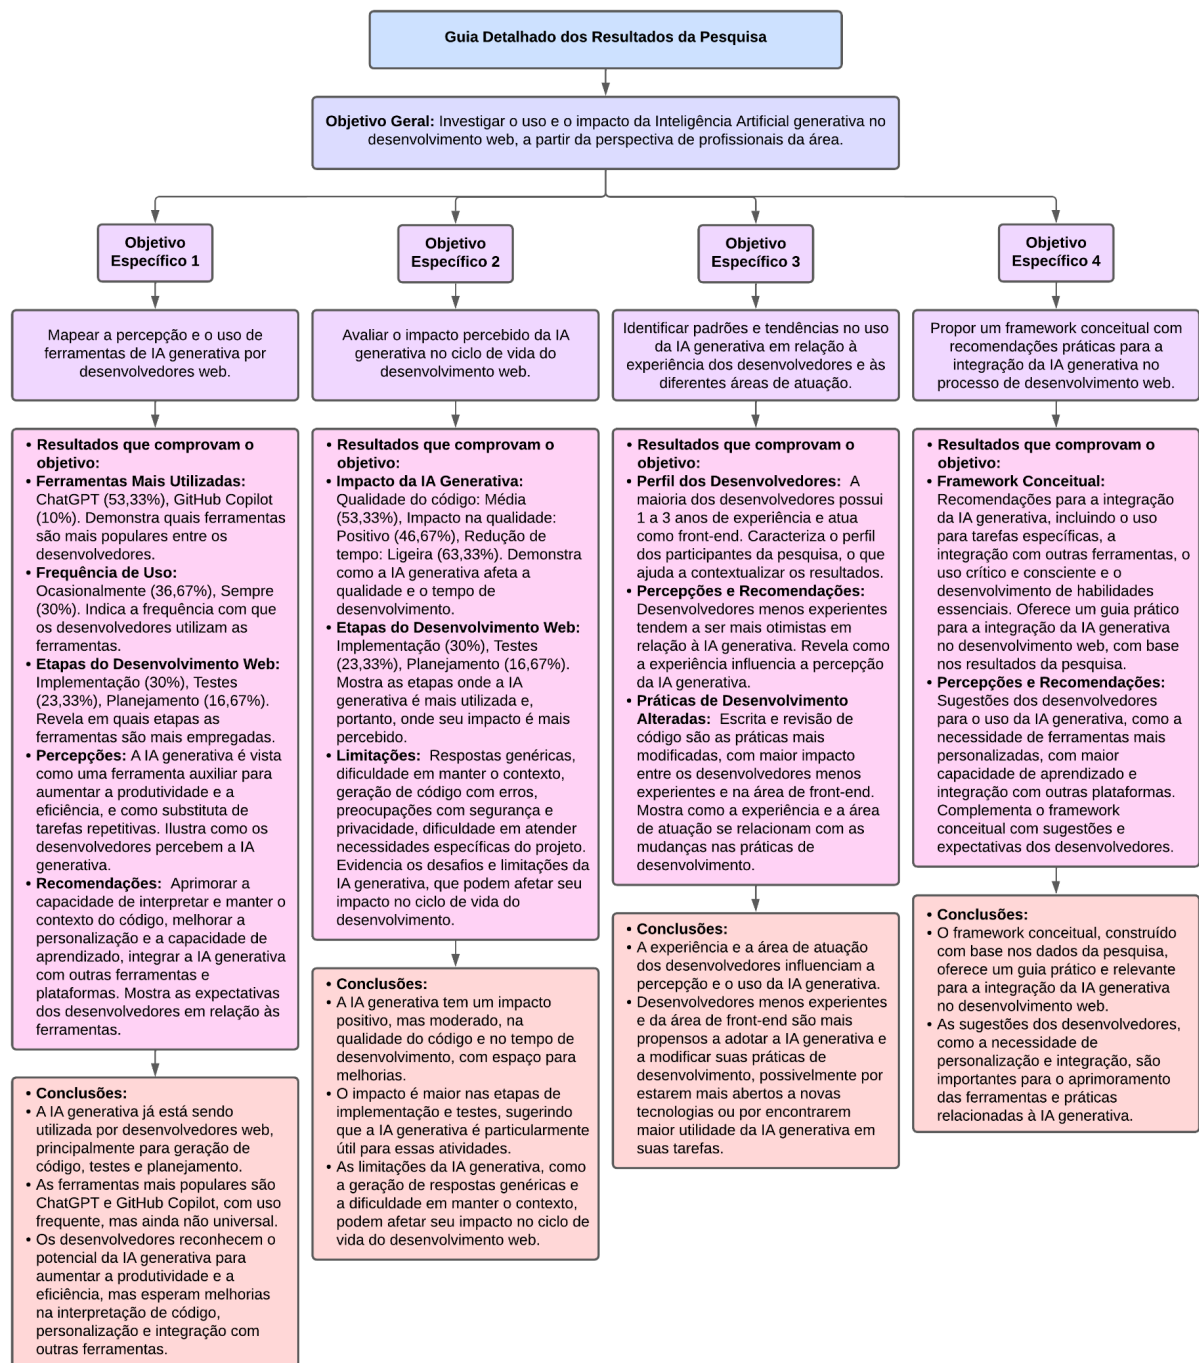 Guia Detalhado dos Resultados da Pesquisa
Objetivo Geral: Investigar o uso e o impacto da Inteligência Artificial generativa no
desenvolvimento web, a partir da perspectiva de profissionais da área.
Objetivo
Específico 1
Mapear a percepção e o uso de
ferramentas de IA generativa por
desenvolvedores web.
• Resultados que comprovam o
objetivo:
• Ferramentas Mais Utilizadas:
ChatGPT (53,33%), GitHub Copilot
(10%). Demonstra quais ferramentas
são mais populares entre os
desenvolvedores.
• Frequência de Uso:
Ocasionalmente (36,67%), Sempre
(30%). Indica a frequência com que
os desenvolvedores utilizam as
ferramentas.
• Etapas do Desenvolvimento Web:
Implementação (30%), Testes
(23,33%), Planejamento (16,67%).
Revela em quais etapas as
ferramentas são mais empregadas.
• Percepções: A IA generativa é vista
como uma ferramenta auxiliar para
aumentar a produtividade e a
eficiência, e como substituta de
tarefas repetitivas. Ilustra como os
desenvolvedores percebem a IA
generativa.
• Recomendações: Aprimorar a
capacidade de interpretar e manter o
contexto do código, melhorar a
personalização e a capacidade de
aprendizado, integrar a IA generativa
com outras ferramentas e
plataformas. Mostra as expectativas
dos desenvolvedores em relação às
ferramentas.
• Conclusões:
• A IA generativa já está sendo
utilizada por desenvolvedores web,
principalmente para geração de
código, testes e planejamento.
• As ferramentas mais populares são
ChatGPT e GitHub Copilot, com uso
frequente, mas ainda não universal.
• Os desenvolvedores reconhecem o
potencial da IA generativa para
aumentar a produtividade e a
eficiência, mas esperam melhorias
na interpretação de código,
personalização e integração com
outras ferramentas.
Objetivo
Específico 2
Avaliar o impacto percebido da IA
generativa no ciclo de vida do
desenvolvimento web.
• Resultados que comprovam o
objetivo:
• Impacto da IA Generativa:
Qualidade do código: Média
(53,33%), Impacto na qualidade:
Positivo (46,67%), Redução de
tempo: Ligeira (63,33%). Demonstra
como a IA generativa afeta a
qualidade e o tempo de
desenvolvimento.
• Etapas do Desenvolvimento Web:
Implementação (30%), Testes
(23,33%), Planejamento (16,67%).
Mostra as etapas onde a IA
generativa é mais utilizada e,
portanto, onde seu impacto é mais
percebido.
• Limitações: Respostas genéricas,
dificuldade em manter o contexto,
geração de código com erros,
preocupações com segurança e
privacidade, dificuldade em atender
necessidades específicas do projeto.
Evidencia os desafios e limitações da
IA generativa, que podem afetar seu
impacto no ciclo de vida do
desenvolvimento.
• Conclusões:
• A IA generativa tem um impacto
positivo, mas moderado, na
qualidade do código e no tempo de
desenvolvimento, com espaço para
melhorias.
• O impacto é maior nas etapas de
implementação e testes, sugerindo
que a IA generativa é particularmente
útil para essas atividades.
• As limitações da IA generativa, como
a geração de respostas genéricas e
a dificuldade em manter o contexto,
podem afetar seu impacto no ciclo de
vida do desenvolvimento web.
Objetivo
Específico 3
Identificar padrões e tendências no uso
da IA generativa em relação à
experiência dos desenvolvedores e às
diferentes áreas de atuação.
• Resultados que comprovam o
objetivo:
• Perfil dos Desenvolvedores: A
maioria dos desenvolvedores possui
1 a 3 anos de experiência e atua
como front-end. Caracteriza o perfil
dos participantes da pesquisa, o que
ajuda a contextualizar os resultados.
• Percepções e Recomendações:
Desenvolvedores menos experientes
tendem a ser mais otimistas em
relação à IA generativa. Revela como
a experiência influencia a percepção
da IA generativa.
• Práticas de Desenvolvimento
Alteradas: Escrita e revisão de
código são as práticas mais
modificadas, com maior impacto
entre os desenvolvedores menos
experientes e na área de front-end.
Mostra como a experiência e a área
de atuação se relacionam com as
mudanças nas práticas de
desenvolvimento.
• Conclusões:
• A experiência e a área de atuação
dos desenvolvedores influenciam a
percepção e o uso da IA generativa.
• Desenvolvedores menos experientes
e da área de front-end são mais
propensos a adotar a IA generativa e
a modificar suas práticas de
desenvolvimento, possivelmente por
estarem mais abertos a novas
tecnologias ou por encontrarem
maior utilidade da IA generativa em
suas tarefas.
Objetivo
Específico 4
Propor um framework conceitual com
recomendações práticas para a
integração da IA generativa no
processo de desenvolvimento web.
• Resultados que comprovam o
objetivo:
• Framework Conceitual:
Recomendações para a integração
da IA generativa, incluindo o uso
para tarefas específicas, a
integração com outras ferramentas, o
uso crítico e consciente e o
desenvolvimento de habilidades
essenciais. Oferece um guia prático
para a integração da IA generativa
no desenvolvimento web, com base
nos resultados da pesquisa.
• Percepções e Recomendações:
Sugestões dos desenvolvedores
para o uso da IA generativa, como a
necessidade de ferramentas mais
personalizadas, com maior
capacidade de aprendizado e
integração com outras plataformas.
Complementa o framework
conceitual com sugestões e
expectativas dos desenvolvedores.
• Conclusões:
• O framework conceitual, construído
com base nos dados da pesquisa,
oferece um guia prático e relevante
para a integração da IA generativa
no desenvolvimento web.
• As sugestões dos desenvolvedores,
como a necessidade de
personalização e integração, são
importantes para o aprimoramento
das ferramentas e práticas
relacionadas à IA generativa.